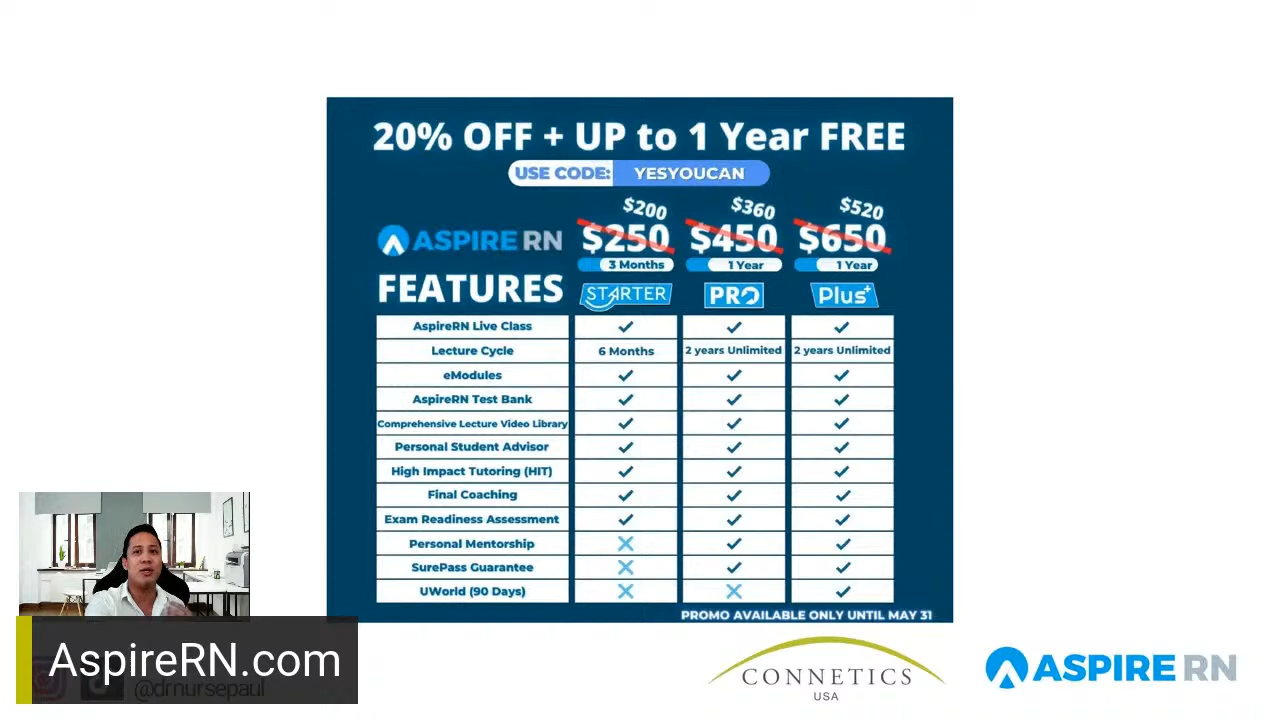 20% OFF + UP to 1 Year FREE
USE CODE: YESYOUCAN
$200 $360 $520
ASPIRE RN $250 $450 $650
3 Months 1 Year 1 Year
FEATURES STARTER PRO Plus+
AspireRN Live Class
Lecture Cycle 6 Months 2 years Unlimited 2 years Unlimited
eModules
AspireRN Test Bank
Comprehensive Lecture Video Library
Personal Student Advisor
High Impact Tutoring (HIT)
Final Coaching
Exam Readiness Assessment
Personal Mentorship
SurePass Guarantee
UWorld (90 Days)
PROMO AVAILABLE ONLY UNTIL MAY 31
AspireRN.com
@drnursepaul
CONNETICS
USA
ASPIRE RN